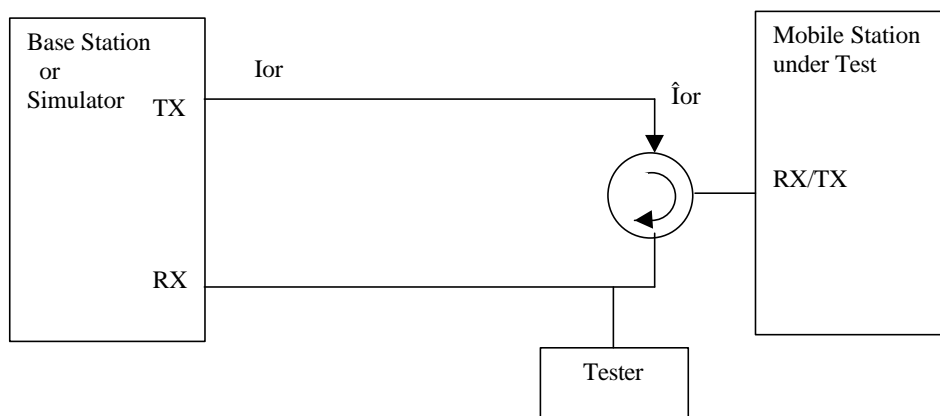 Base Station
or
Simulator
TX
RX
Ior
Îor
Mobile Station
under Test
RX/TX
Tester